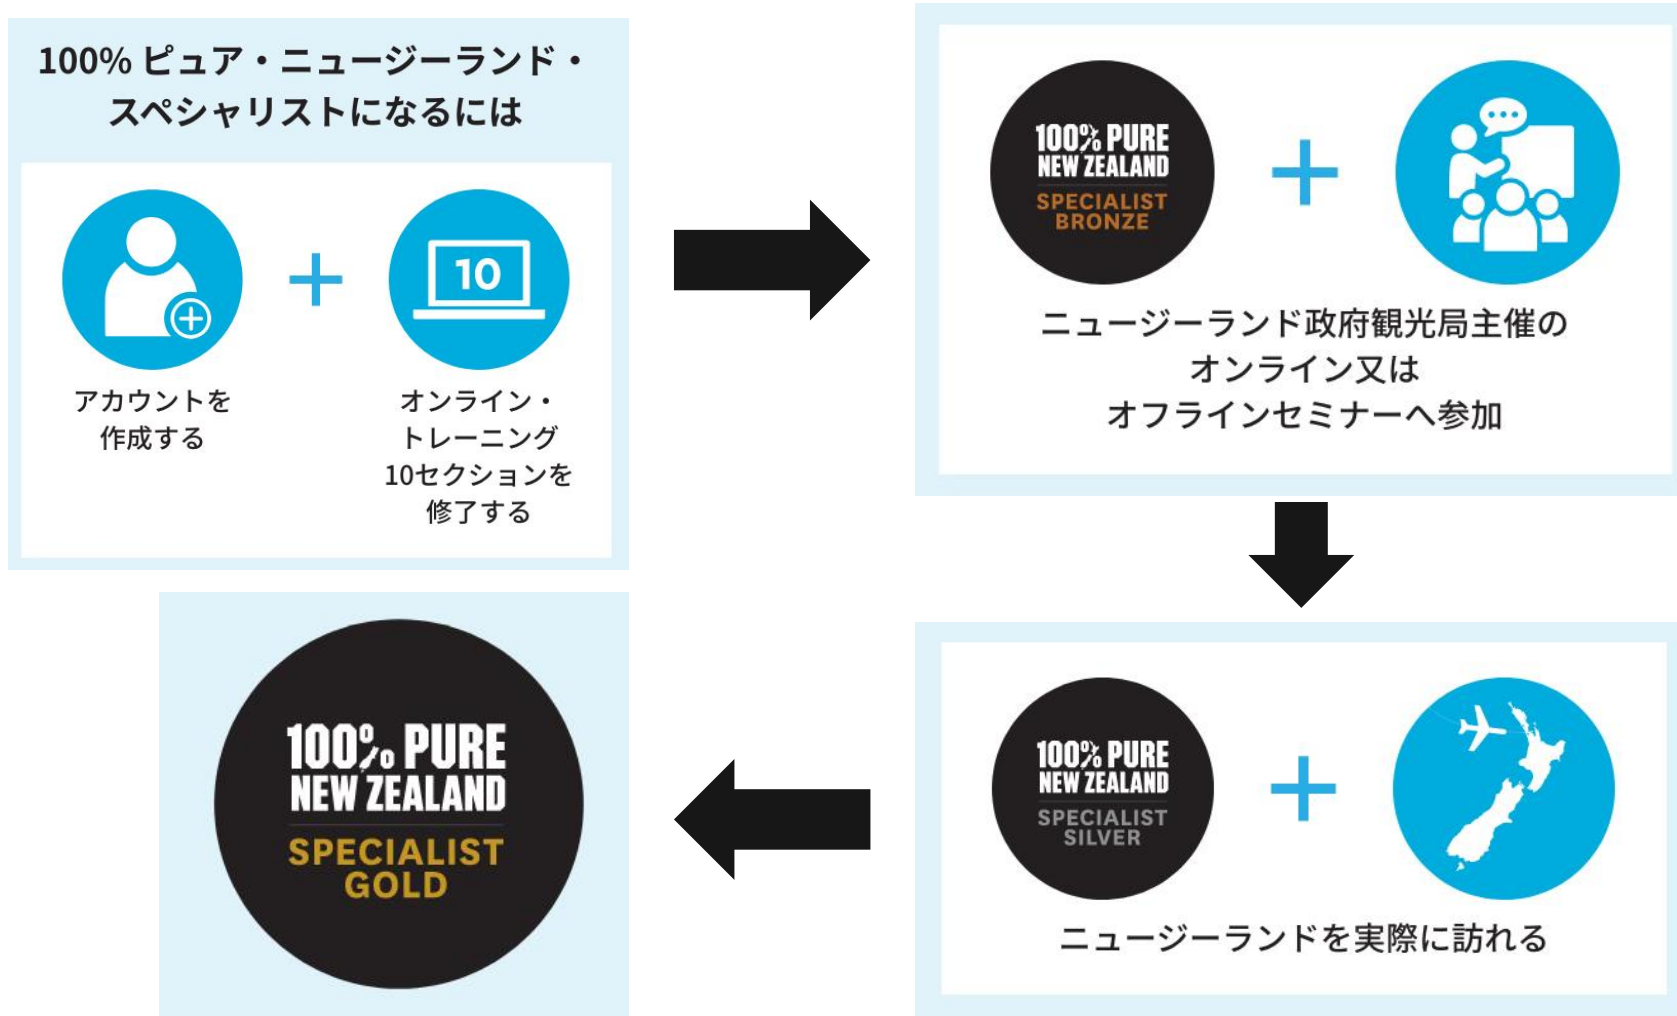 100% ピュア・ニュージーランド・
スペシャリストになるには
10
アカウントを
作成する
オンライン・
トレーニング
10セクションを
修了する
100% PURE
NEW ZEALAND
SPECIALIST
BRONZE
ニュージーランド政府観光局主催の
オンライン又は
オフラインセミナーへ参加
100% PURE
NEW ZEALAND
SPECIALIST
SILVER
ニュージーランドを実際に訪れる
100% PURE
NEW ZEALAND
SPECIALIST
GOLD